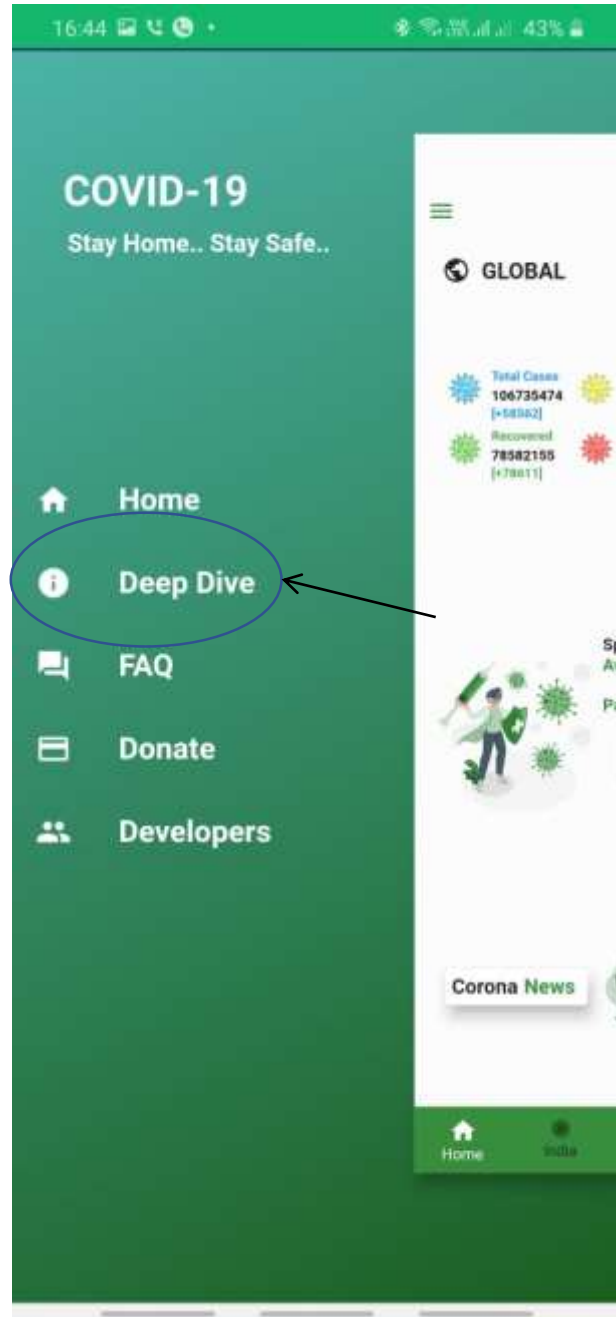 16:44
43%
COVID-19
Stay Home.. Stay Safe..
Home
Deep Dive
FAQ
Donate
Developers
GLOBAL
Total Cases
106735474
[+58562]
Recovered
78582155
[+78611]
Corona News
Home
India